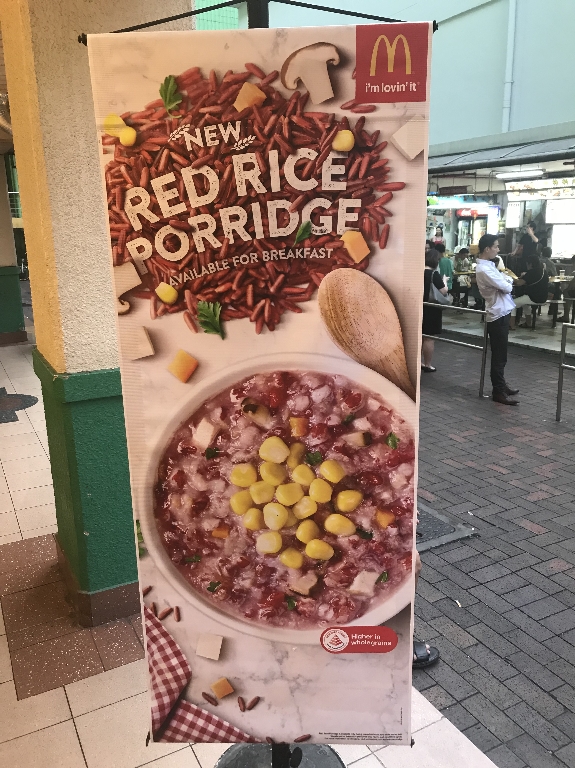 i'm lovin' it
NEW
RED RICE
PORRIDGE
AVAILABLE FOR BREAKFAST
Higher in
wholegrains